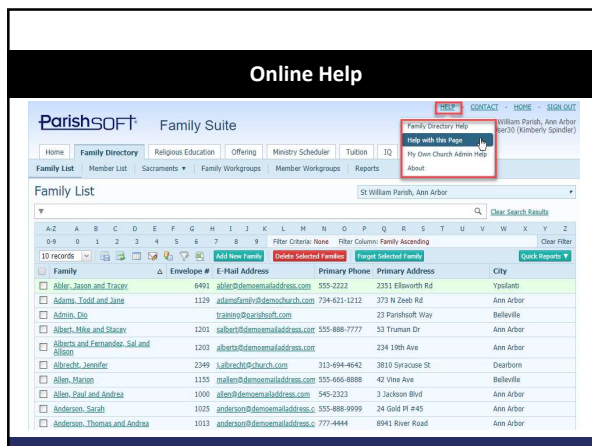 Online Help
HELP - CONTACT - HOME - SIGN OUT
ParishSOFT Family Suite
William Parish, Ann Arbor
ser30 (Kimberly Spindler)
Family Directory Help
Help with this Page
My Own Church Admin Help
About
Home Family Directory Religious Education Offering Ministry Scheduler Tuition IQ
Family List Member List Sacraments Family Workgroups Member Workgroups Reports
Family List St William Parish, Ann Arbor
Clear Search Results
A-Z A B C D E F G H I J K L M N O P Q R S T U V W X Y Z
0-9 0 1 2 3 4 5 6 7 8 9 Filter Criteria: None Filter Column: Family Ascending Clear Filter
10 records Add New Family Delete Selected Families Forget Selected Family Quick Reports
Family Envelope # E-Mail Address Primary Phone Primary Address City
Abler, Jason and Tracey 6491 abler@demoemailaddress.com 555-2222 2351 Ellsworth Rd Ypsilanti
Adams, Todd and Jane 1129 adamsfamily@demochurch.com 734-621-1212 373 N Zeeb Rd Ann Arbor
Admin, Dio training@parishsoft.com 23 Parishsoft Way Belleville
Albert, Mike and Stacey 1201 salbert@demoemailaddress.com 555-888-7777 53 Truman Dr Ann Arbor
Alberts and Fernandez, Sal and Allison 1203 alberts@demoemailaddress.com 234 19th Ave Ann Arbor
Albrecht, Jennifer 2349 j.albrecht@church.com 313-694-4642 3810 Syracuse St Dearborn
Allen, Marion 1155 mallen@demoemailaddress.com 555-666-8888 42 Vine Ave Belleville
Allen, Paul and Andrea 1000 allen@demoemailaddress.com 545-2323 3 Jackson Blvd Ann Arbor
Anderson, Sarah 1025 anderson@demoemailaddress.c 555-888-9999 24 Gold Pl #45 Ann Arbor
Anderson, Thomas and Andrea 1013 anderson@demoemailaddress.c 777-4444 8941 River Road Ann Arbor